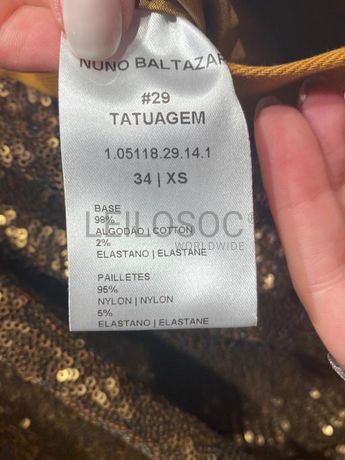 NUNO BALTAZAR
#29
TATUAGEM
1.05118.29.14.1
34 | XS
BASE
98%
ALGODÃO | COTTON
2%
ELASTANO | ELASTANE
LEILOSOC®
WORLDWIDE
PAILLETES
95%
NYLON | NYLON
5%
ELASTANO | ELASTANE